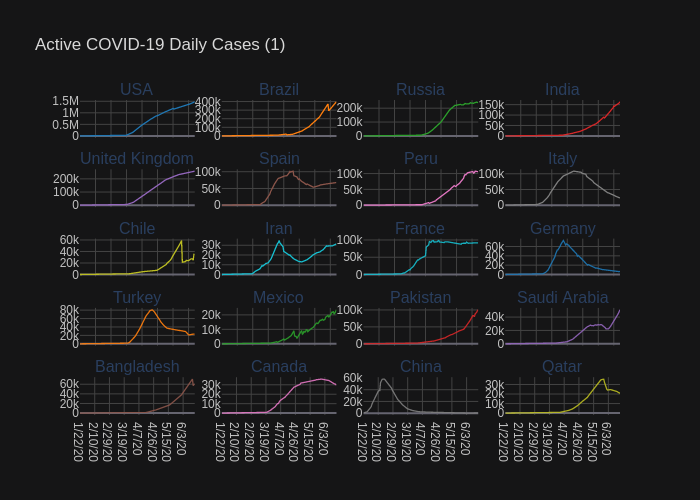 Active COVID-19 Daily Cases (1)
USA
Brazil
Russia
India
1.5M
1M
0.5M
0
400k
300k
200k
100k
0
200k
100k
0
150k
100k
50k
0
United Kingdom
Spain
Peru
Italy
200k
100k
0
100k
50k
0
100k
50k
0
100k
50k
0
Chile
Iran
France
Germany
60k
40k
20k
0
30k
20k
10k
0
100k
50k
0
60k
40k
20k
0
Turkey
Mexico
Pakistan
Saudi Arabia
80k
60k
40k
20k
0
20k
10k
0
100k
50k
0
40k
20k
0
Bangladesh
Canada
China
Qatar
60k
40k
20k
0
30k
20k
10k
0
60k
40k
20k
0
30k
20k
10k
0
1/22/20
2/10/20
2/29/20
3/19/20
4/7/20
4/26/20
5/15/20
6/3/20
1/22/20
2/10/20
2/29/20
3/19/20
4/7/20
4/26/20
5/15/20
6/3/20
1/22/20
2/10/20
2/29/20
3/19/20
4/7/20
4/26/20
5/15/20
6/3/20
1/22/20
2/10/20
2/29/20
3/19/20
4/7/20
4/26/20
5/15/20
6/3/20